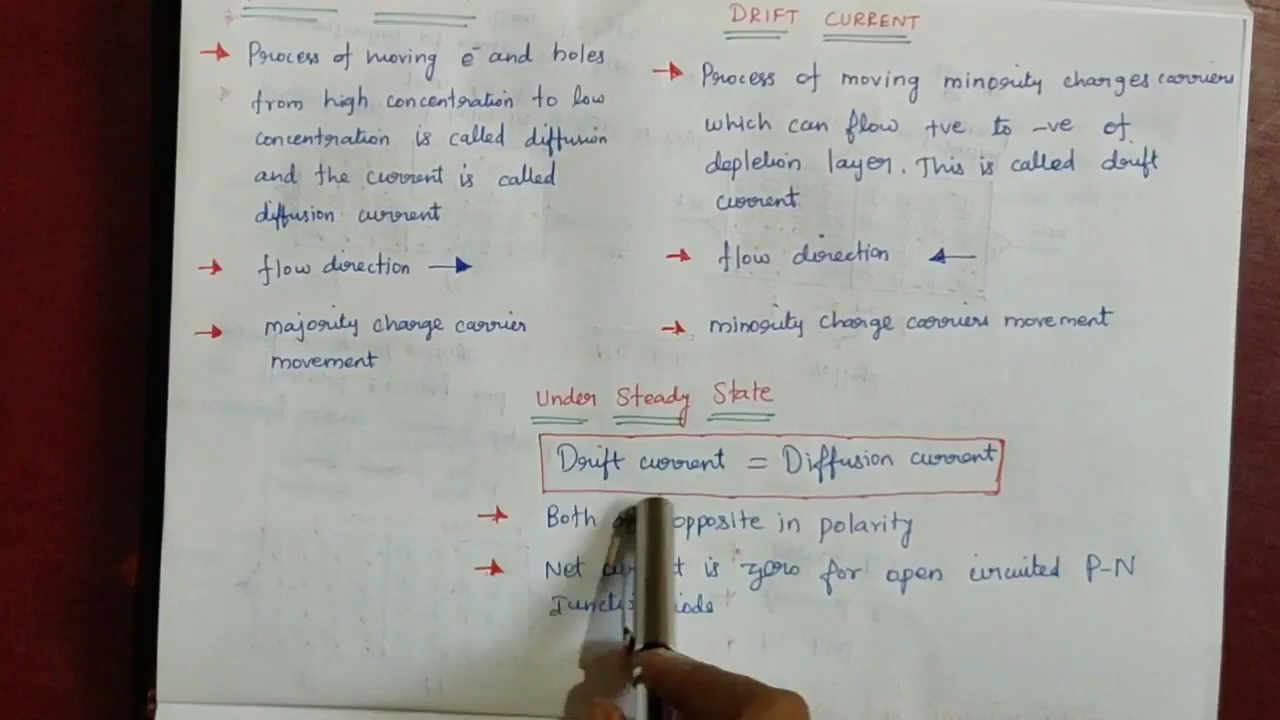 → Process of moving e⁻ and holes
from high concentration to low
concentration is called diffusion
and the current is called
diffusion current
→ flow direction →
→ majority charge carrier
movement
DRIFT CURRENT
→ Process of moving minority charges carriers
which can flow +ve to -ve of
depletion layer. This is called drift
current
→ flow direction ←
→ minority charge carriers movement
Under Steady State
Drift current = Diffusion current
→ Both opposite in polarity
→ Net is zero for open circuited P-N